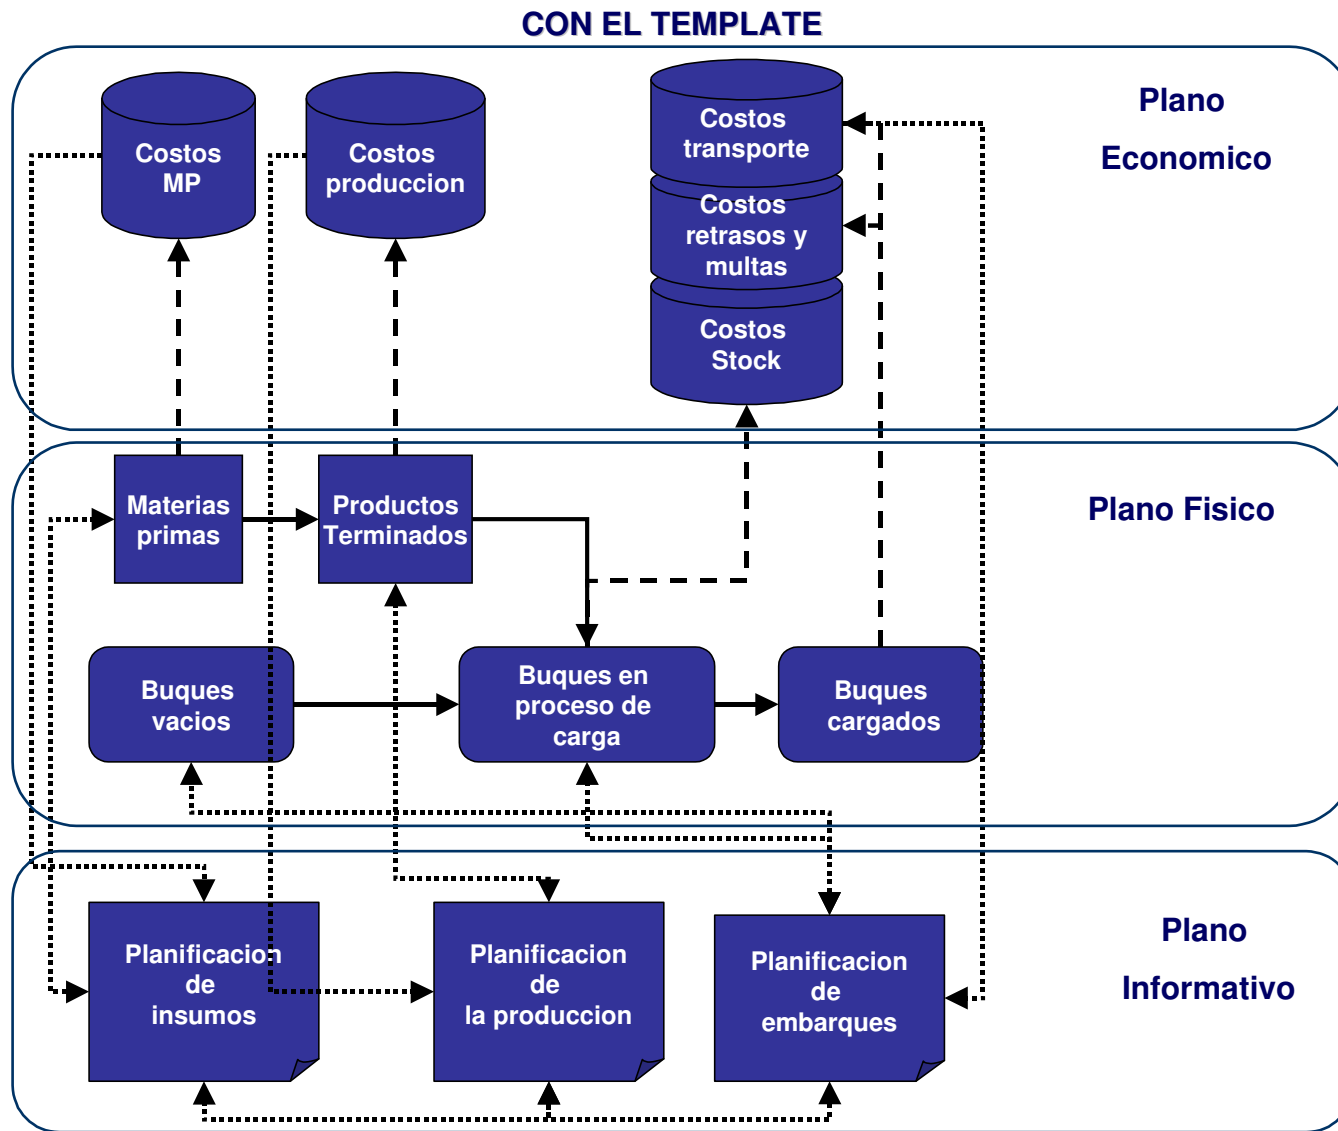 CON EL TEMPLATE
Plano
Economico
Costos
MP
Costos
produccion
Costos
transporte
Costos
retrasos y
multas
Costos
Stock
Plano Fisico
Materias
primas
Productos
Terminados
Buques
vacios
Buques en
proceso de
carga
Buques
cargados
Plano
Informativo
Planificacion
de
insumos
Planificacion
de
la produccion
Planificacion
de
embarques